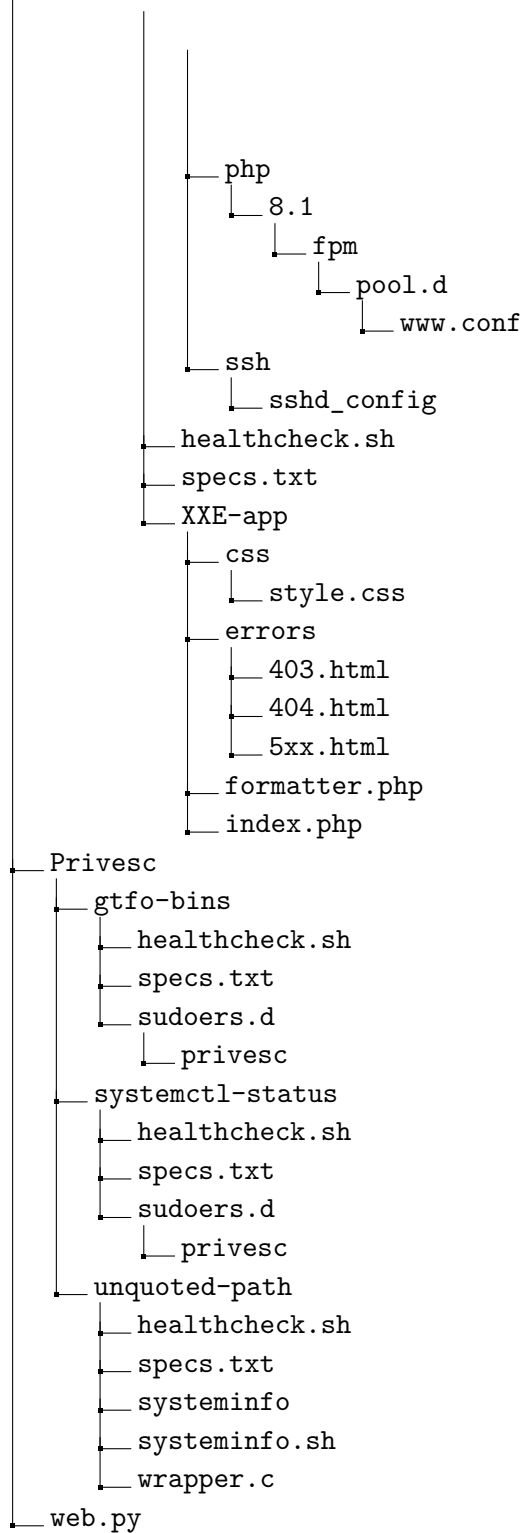 php
8.1
fpm
pool.d
www.conf
ssh
sshd_config
healthcheck.sh
specs.txt
XXE-app
css
style.css
errors
403.html
404.html
5xx.html
formatter.php
index.php
Privesc
gtfo-bins
healthcheck.sh
specs.txt
sudoers.d
privesc
systemctl-status
healthcheck.sh
specs.txt
sudoers.d
privesc
unquoted-path
healthcheck.sh
specs.txt
systeminfo
systeminfo.sh
wrapper.c
web.py